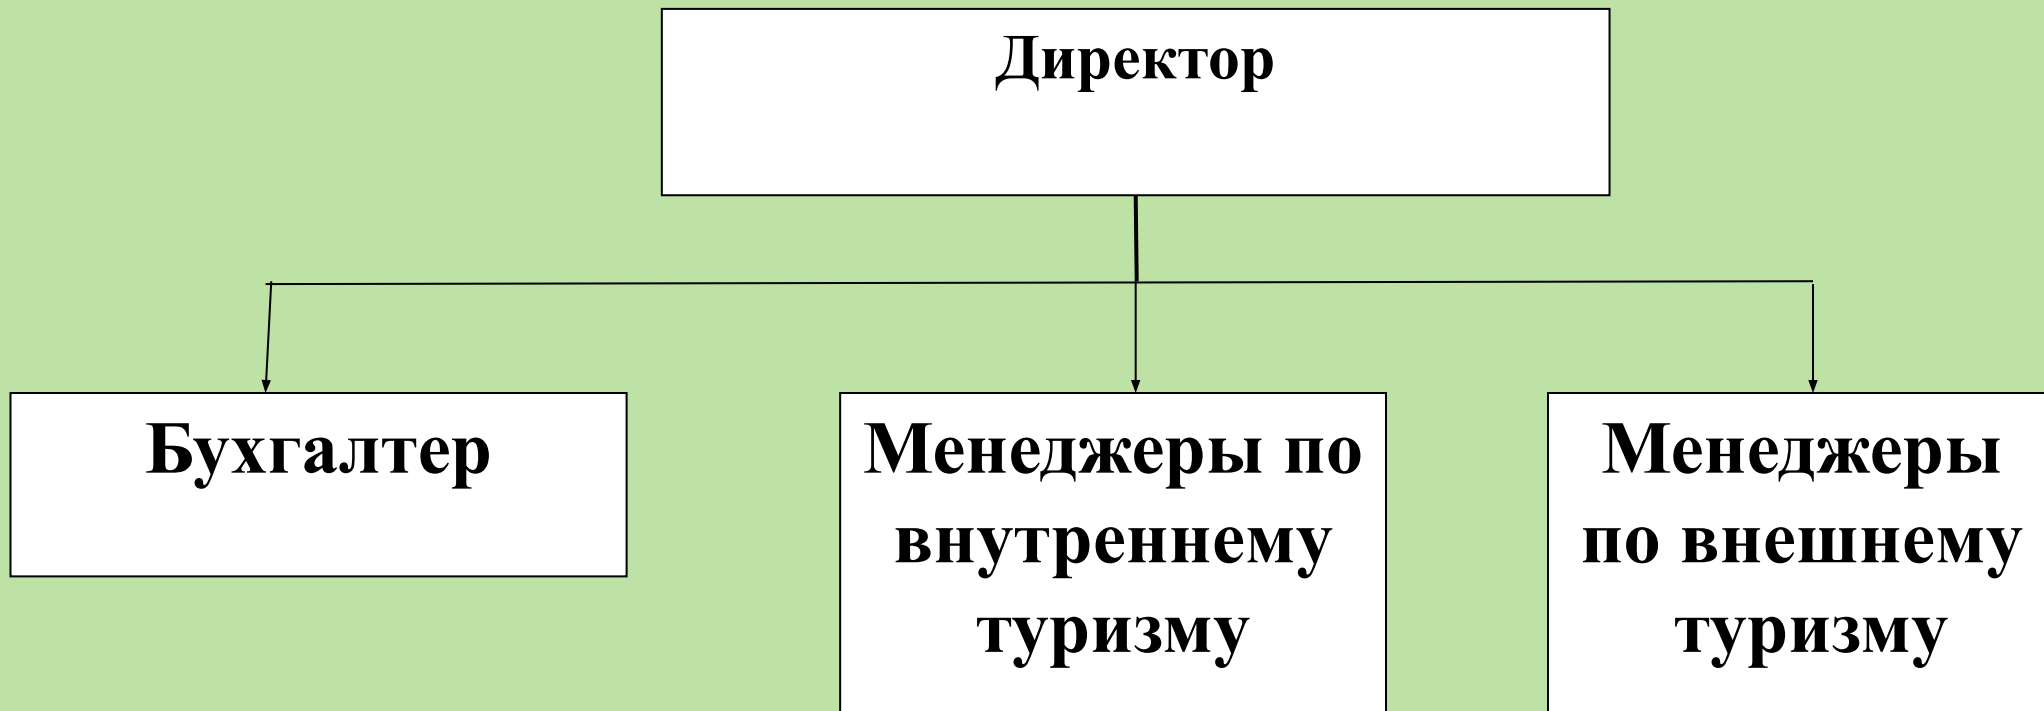 Директор
Бухгалтер
Менеджеры по
внутреннему
туризму
Менеджеры
по внешнему
туризму